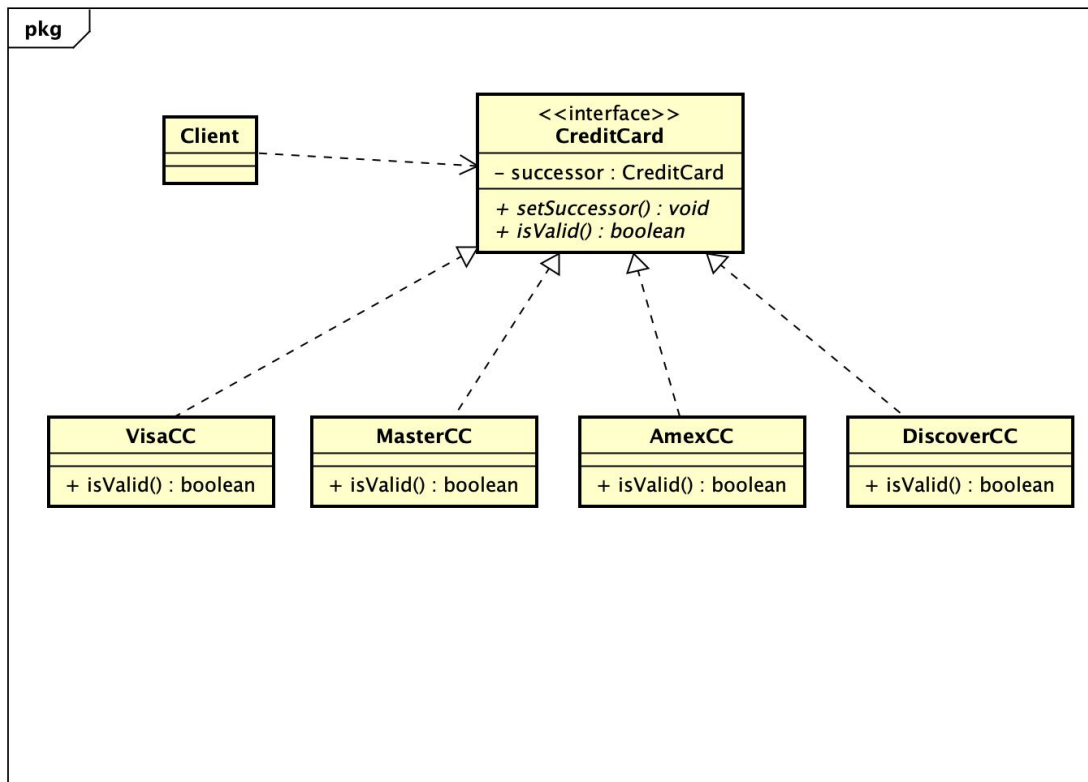 pkg
Client
<<interface>>
CreditCard
- successor : CreditCard
+ setSuccessor() : void
+ isValid() : boolean
VisaCC
+ isValid() : boolean
MasterCC
+ isValid() : boolean
AmexCC
+ isValid() : boolean
DiscoverCC
+ isValid() : boolean